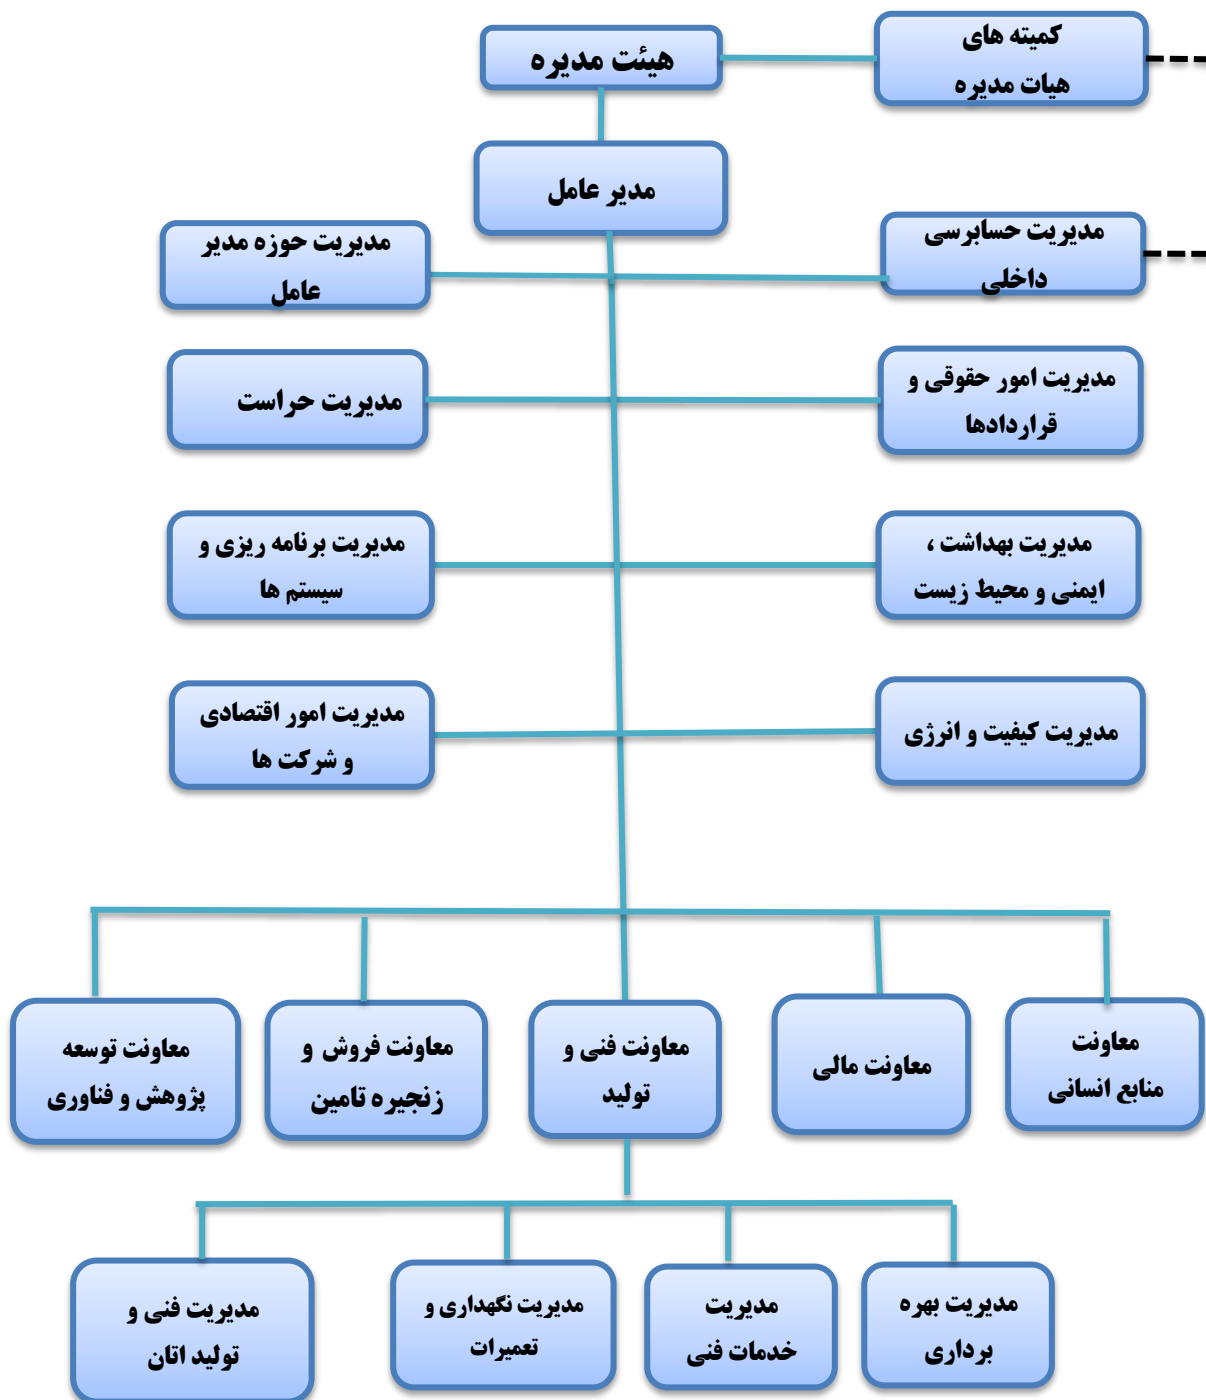 کمیته های
هیات مدیره
هیئت مدیره
مدیر عامل
مدیریت حسابرسی
داخلی
مدیریت حوزه مدیر
عامل
مدیریت امور حقوقی و
قراردادها
مدیریت حراست
مدیریت بهداشت ،
ایمنی و محیط زیست
مدیریت برنامه ریزی و
سیستم ها
مدیریت کیفیت و انرژی
مدیریت امور اقتصادی
و شرکت ها
معاونت
منابع انسانی
معاونت مالی
معاونت فنی و
تولید
معاونت فروش و
زنجیره تامین
معاونت توسعه
پژوهش و فناوری
مدیریت بهره
برداری
مدیریت
خدمات فنی
مدیریت نگهداری و
تعمیرات
مدیریت فنی و
تولید اتان